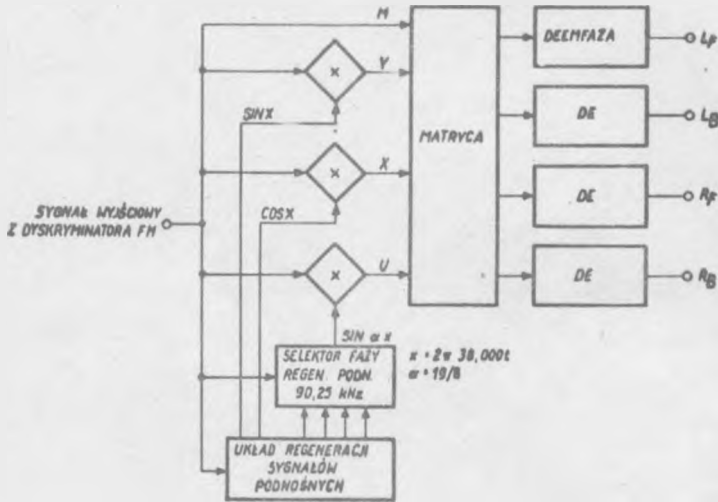 M
DEEMFAZA
LF
Y
SIN X
DE
LB
MATRYCA
X
COS X
DE
RF
SYGNAŁ WYJŚCIOWY
Z DYSKRYMINATORA FM
U
DE
RB
SIN α x
SELEKTOR FAZY
REGEN. PODN.
90,25 kHz
x = 2π 38,000t
α = 19/8
UKŁAD REGENERACJI
SYGNAŁÓW
PODNOŚNYCH